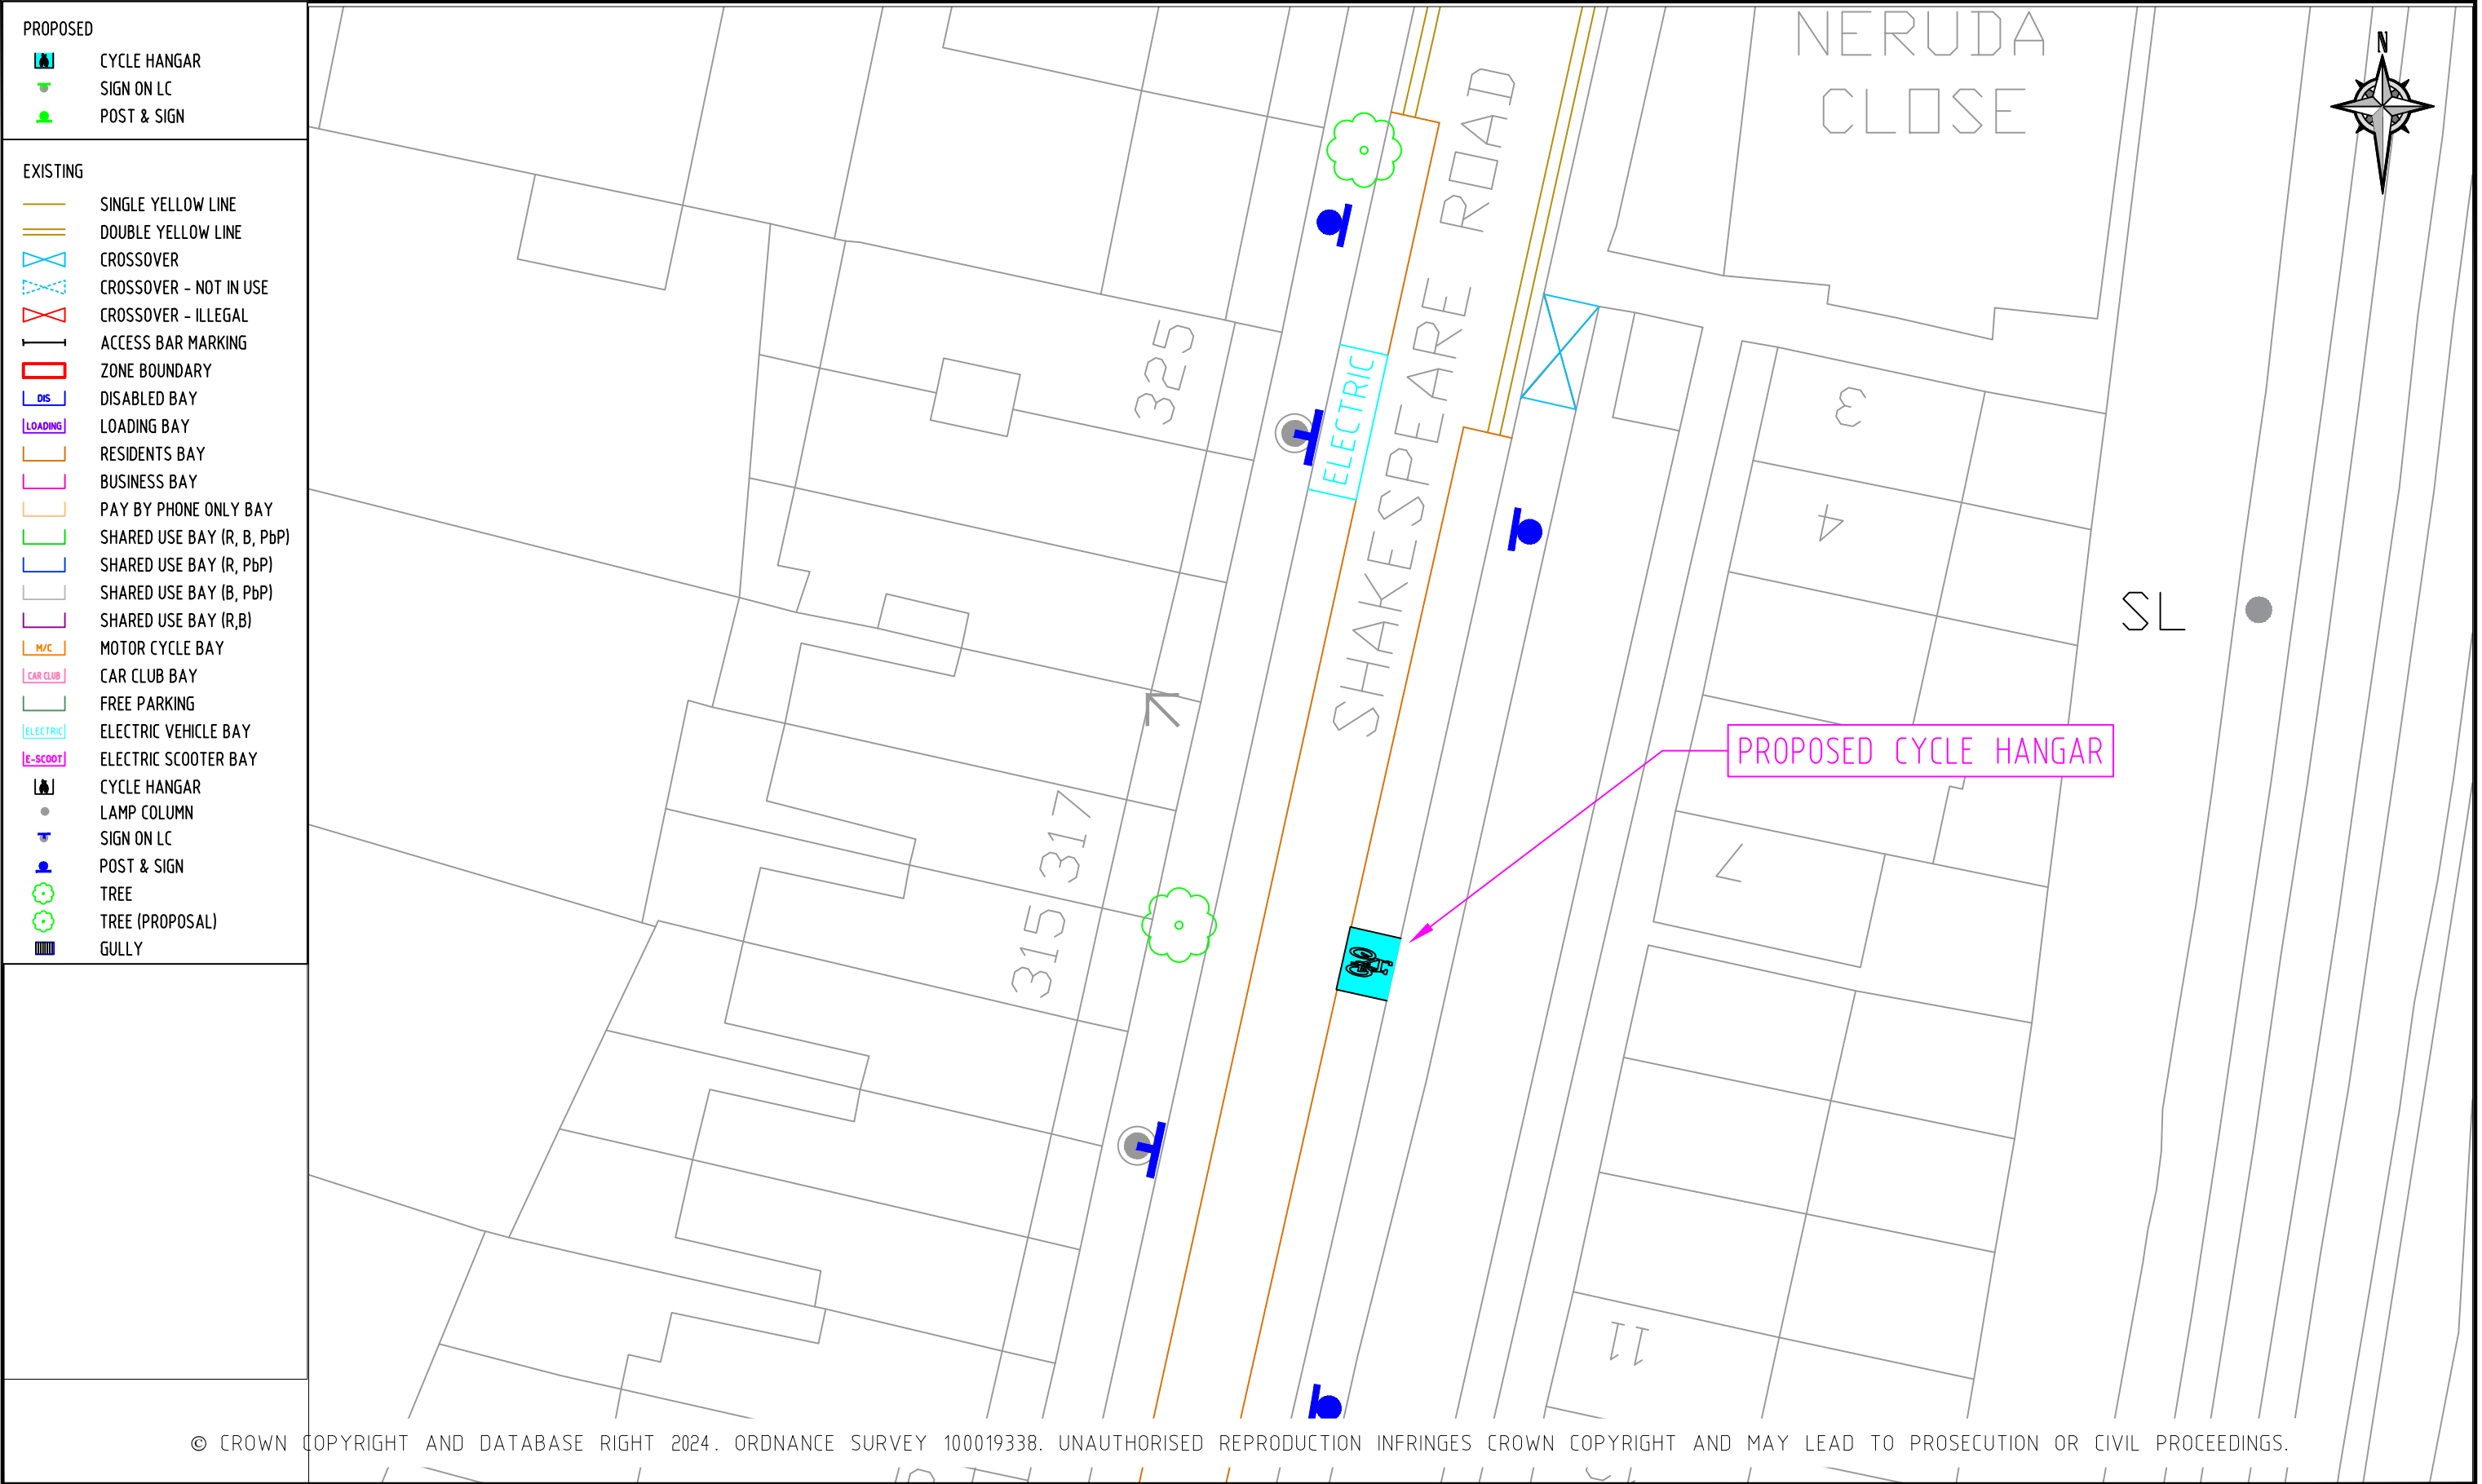 PROPOSED
CYCLE HANGAR
SIGN ON LC
POST & SIGN
EXISTING
SINGLE YELLOW LINE
DOUBLE YELLOW LINE
CROSSOVER
CROSSOVER - NOT IN USE
CROSSOVER - ILLEGAL
ACCESS BAR MARKING
ZONE BOUNDARY
DIS DISABLED BAY
LOADING LOADING BAY
RESIDENTS BAY
BUSINESS BAY
PAY BY PHONE ONLY BAY
SHARED USE BAY (R, B, PbP)
SHARED USE BAY (R, PbP)
SHARED USE BAY (B, PbP)
SHARED USE BAY (R,B)
M/C MOTOR CYCLE BAY
CAR CLUB CAR CLUB BAY
FREE PARKING
ELECTRIC ELECTRIC VEHICLE BAY
E-SCOOT ELECTRIC SCOOTER BAY
CYCLE HANGAR
LAMP COLUMN
SIGN ON LC
POST & SIGN
TREE
TREE (PROPOSAL)
GULLY
NERUDA
CLOSE
N
SHAKESPEARE ROAD
325
ELECTRIC
3
4
SL
PROPOSED CYCLE HANGAR
317
7
315
11
© CROWN COPYRIGHT AND DATABASE RIGHT 2024. ORDNANCE SURVEY 100019338. UNAUTHORISED REPRODUCTION INFRINGES CROWN COPYRIGHT AND MAY LEAD TO PROSECUTION OR CIVIL PROCEEDINGS.